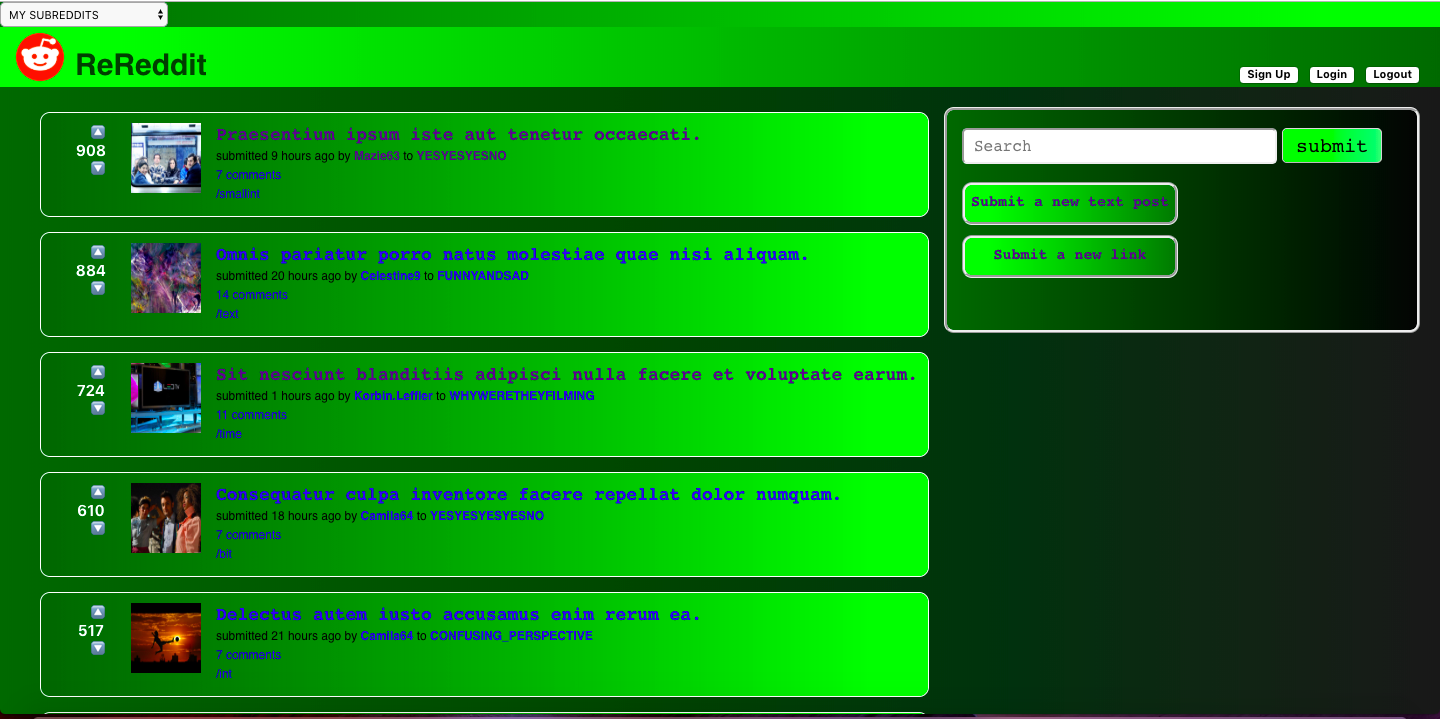 MY SUBREDDITS
ReReddit
Sign Up Login Logout
908
Praesentium ipsum iste aut tenetur occaecati.
submitted 9 hours ago by Mazie63 to YESYESYESNO
7 comments
/smallint
884
Omnis pariatur porro natus molestiae quae nisi aliquam.
submitted 20 hours ago by Celestine9 to FUNNYANDSAD
14 comments
/text
724
Sit nesciunt blanditiis adipisci nulla facere et voluptate earum.
submitted 1 hours ago by Korbin.Leffler to WHYWERETHEYFILMING
11 comments
/time
610
Consequatur culpa inventore facere repellat dolor numquam.
submitted 18 hours ago by Camila64 to YESYESYESYESNO
7 comments
/bit
517
Delectus autem iusto accusamus enim rerum ea.
submitted 21 hours ago by Camila64 to CONFUSING_PERSPECTIVE
7 comments
/int
Search submit
Submit a new text post
Submit a new link